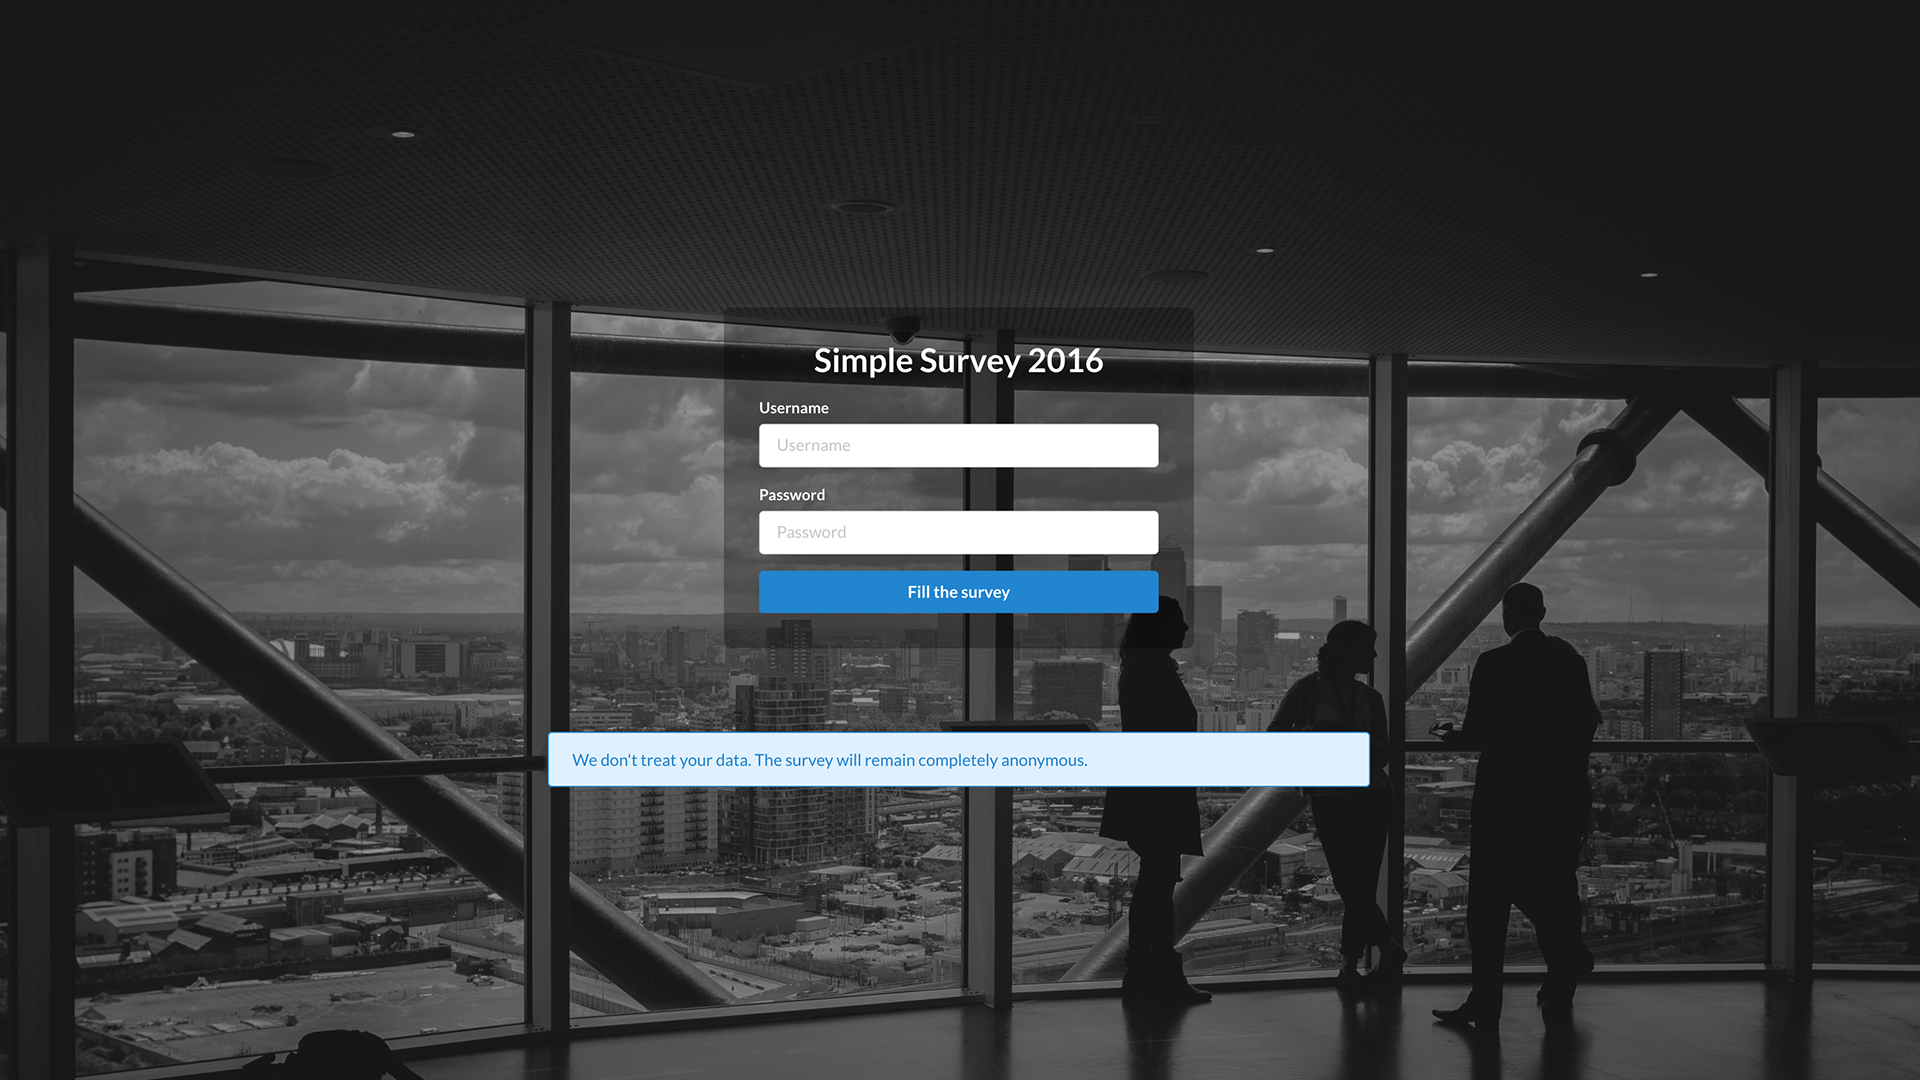 Simple Survey 2016
Username
Username
Password
Password
Fill the survey
We don't treat your data. The survey will remain completely anonymous.